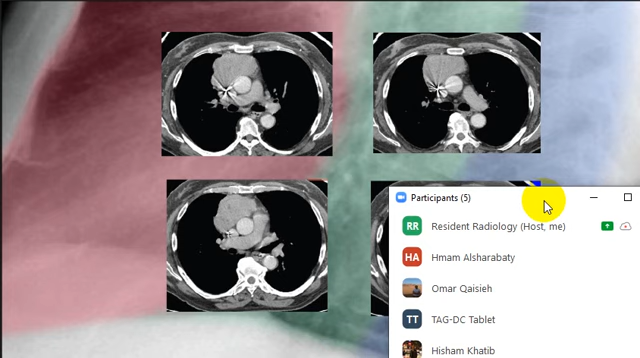 Participants (5)
RR Resident Radiology (Host, me)
HA Hmam Alsharabaty
Omar Qaisieh
TT TAG-DC Tablet
Hisham Khatib